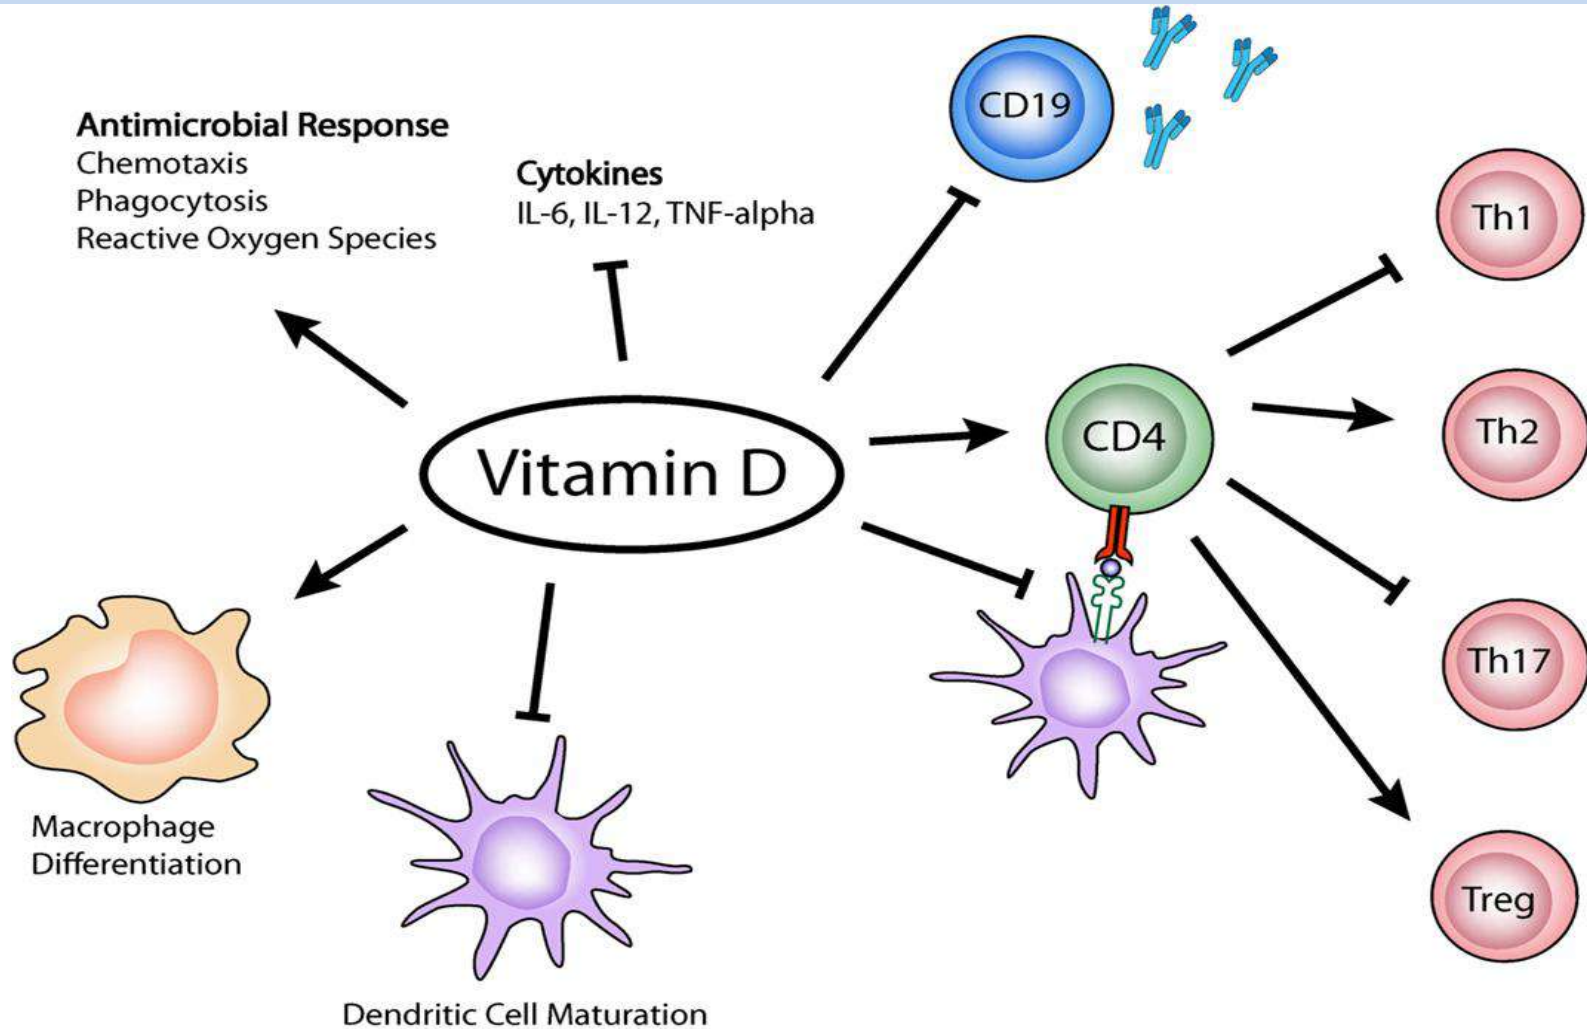 Antimicrobial Response
Chemotaxis
Phagocytosis
Reactive Oxygen Species
Cytokines
IL-6, IL-12, TNF-alpha
CD19
Th1
Th2
CD4
Vitamin D
Th17
Treg
Macrophage
Differentiation
Dendritic Cell Maturation